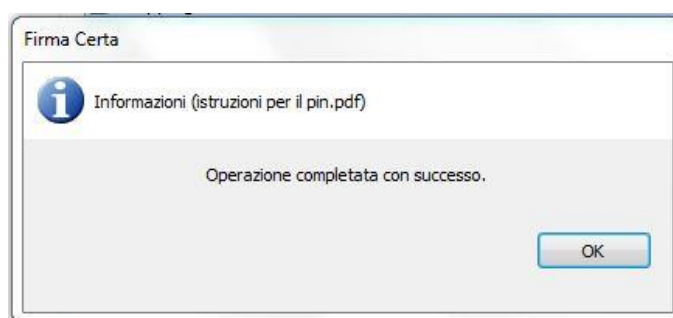 Firma Certa
Informazioni (istruzioni per il pin.pdf)
Operazione completata con successo.
OK